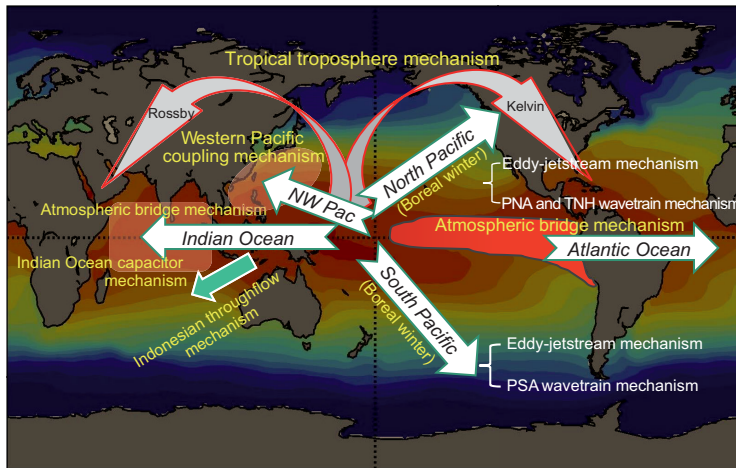 Tropical troposphere mechanism
Rossby
Kelvin
Western Pacific
coupling mechanism
North Pacific
(Boreal winter)
Eddy-jetstream mechanism
PNA and TNH wavetrain mechanism
NW Pac
Atmospheric bridge mechanism
Atmospheric bridge mechanism
Indian Ocean
Atlantic Ocean
Indian Ocean capacitor
mechanism
Indonesian throughflow
mechanism
South Pacific
(Boreal winter)
Eddy-jetstream mechanism
PSA wavetrain mechanism